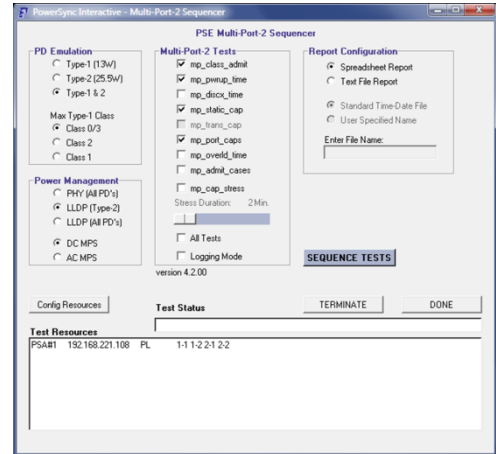 PowerSync Interactive - Multi-Port-2 Sequencer
PSE Multi-Port-2 Sequencer
PD Emulation
Type-1 (13W)
Type-2 (25.5W)
Type-1 & 2
Max Type-1 Class
Class 0/3
Class 2
Class 1
Power Management
PHY (All PD's)
LLDP (Type-2)
LLDP (All PD's)
DC MPS
AC MPS
Multi-Port-2 Tests
mp_class_admit
mp_pwrup_time
mp_discx_time
mp_static_cap
mp_trans_cap
mp_port_caps
mp_overld_time
mp_admit_cases
mp_cap_stress
Stress Duration: 2 Min.
All Tests
Logging Mode
version 4.2.00
Report Configuration
Spreadsheet Report
Text File Report
Standard Time-Date File
User Specified Name
Enter File Name:
SEQUENCE TESTS
Config Resources
Test Status
TERMINATE
DONE
Test Resources
PSA#1 192.168.221.108 PL 1-1 1-2 2-1 2-2